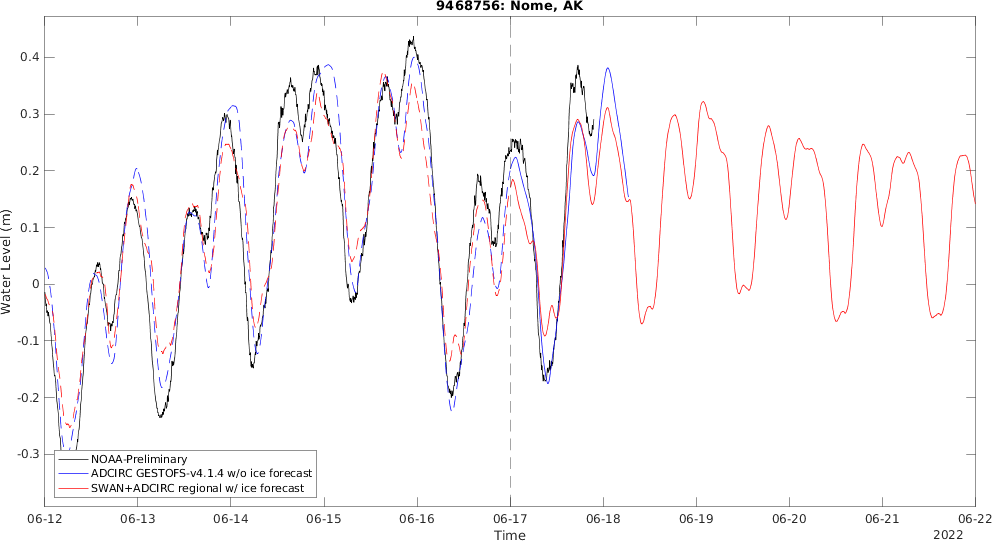 9468756: Nome, AK
Water Level (m)
0.4
0.3
0.2
0.1
0
-0.1
-0.2
-0.3
NOAA-Preliminary
ADCIRC GESTOFS-v4.1.4 w/o ice forecast
SWAN+ADCIRC regional w/ ice forecast
06-12 06-13 06-14 06-15 06-16 06-17 06-18 06-19 06-20 06-21 06-22
Time
2022